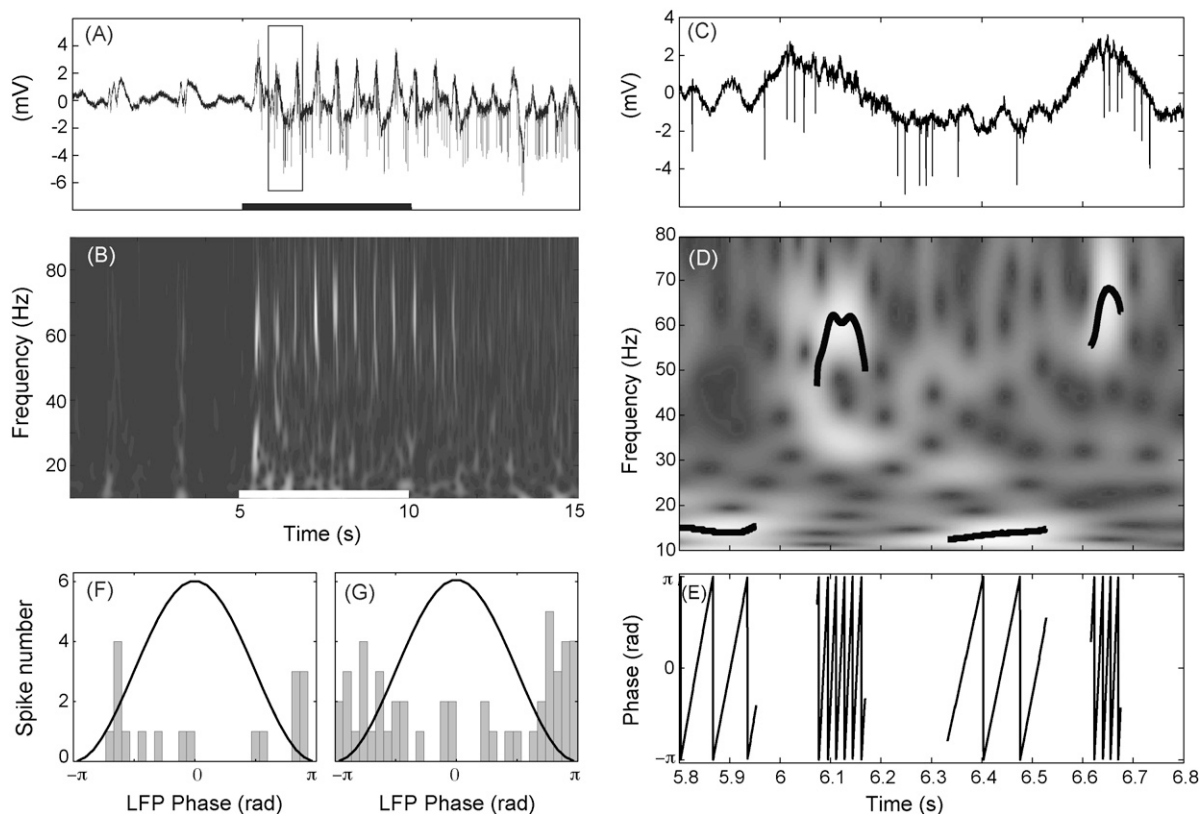 (A)
(mV)
4
2
0
-2
-4
-6
(B)
Frequency (Hz)
80
60
40
20
5
10
15
Time (s)
(C)
(mV)
4
2
0
-2
4
(D)
Frequency (Hz)
80
70
60
50
40
30
20
10
(E)
Phase (rad)
π
0
−π
5.8 5.9 6 6.1 6.2 6.3 6.4 6.5 6.6 6.7 6.8
Time (s)
(F)
Spike number
6
4
2
0
−π 0 π
LFP Phase (rad)
(G)
−π 0 π
LFP Phase (rad)